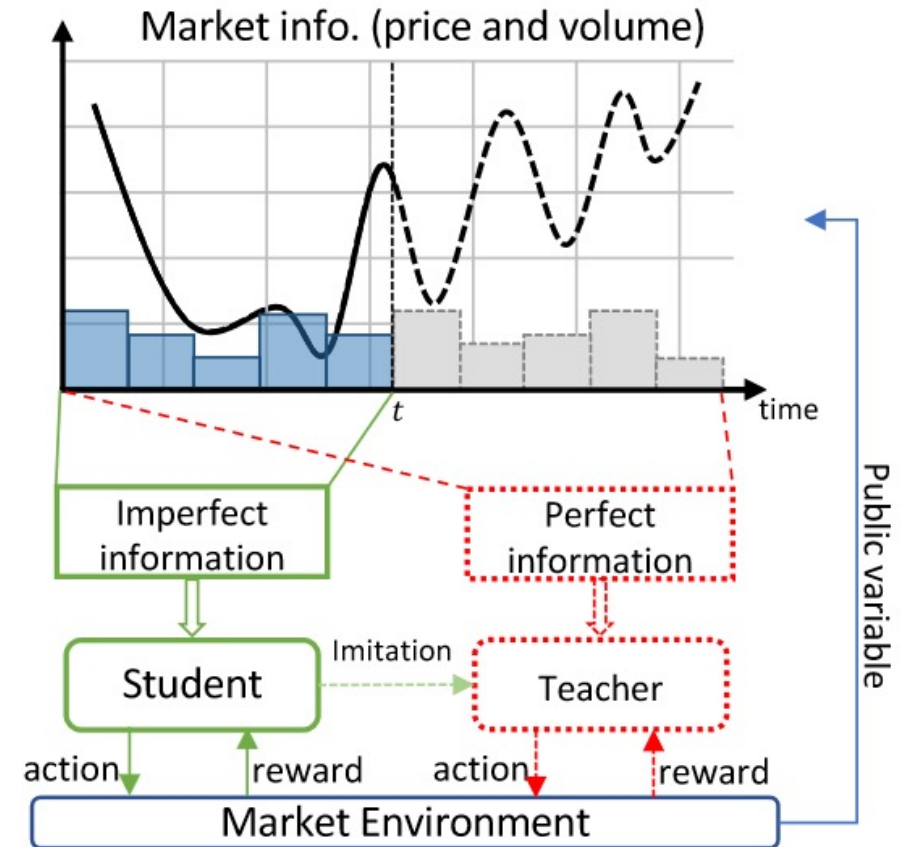 Market info. (price and volume)
t
time
Imperfect
information
Perfect
information
Public variable
Imitation
Student
Teacher
action
reward
action
reward
Market Environment